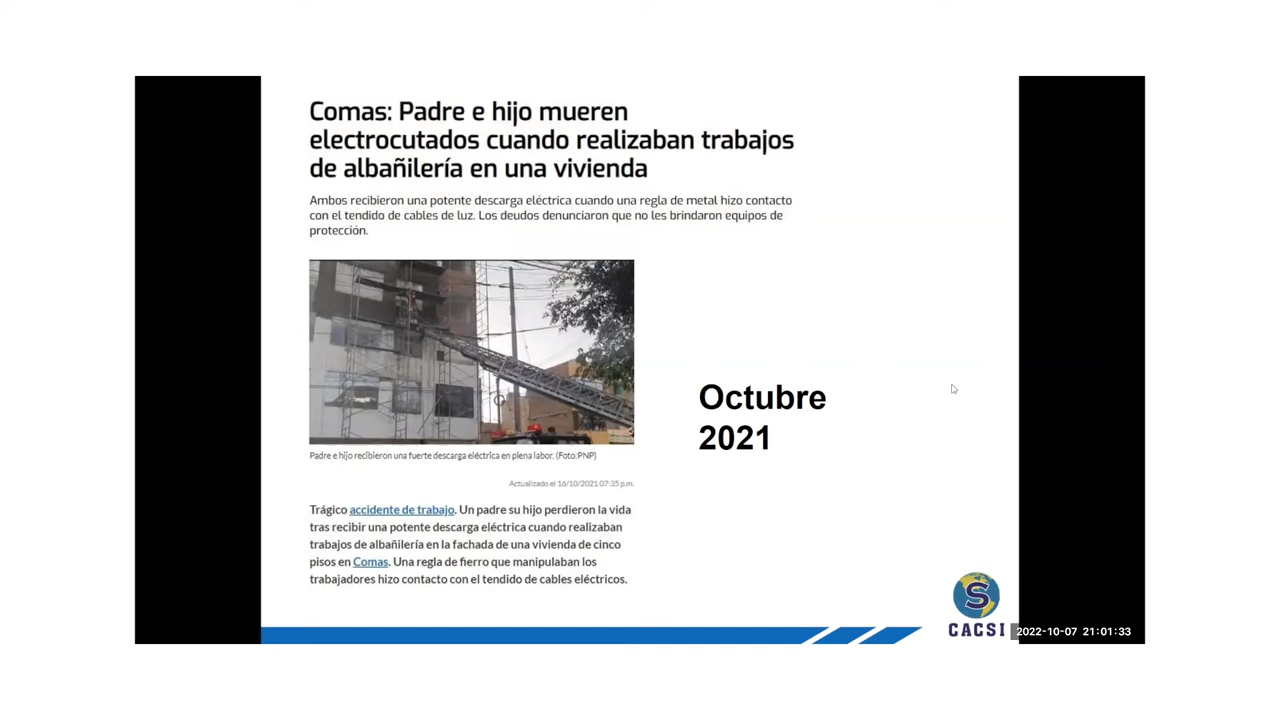 Comas: Padre e hijo mueren
electrocutados cuando realizaban trabajos
de albañilería en una vivienda
Ambos recibieron una potente descarga eléctrica cuando una regla de metal hizo contacto
con el tendido de cables de luz. Los deudos denunciaron que no les brindaron equipos de
protección.
Padre e hijo recibieron una fuerte descarga eléctrica en plena labor. (Foto:PNP)
Actualizado el 16/10/2021 07:35 p.m.
Trágico accidente de trabajo. Un padre su hijo perdieron la vida
tras recibir una potente descarga eléctrica cuando realizaban
trabajos de albañilería en la fachada de una vivienda de cinco
pisos en Comas. Una regla de fierro que manipulaban los
trabajadores hizo contacto con el tendido de cables eléctricos.
Octubre
2021
S
CACSI
2022-10-07 21:01:33